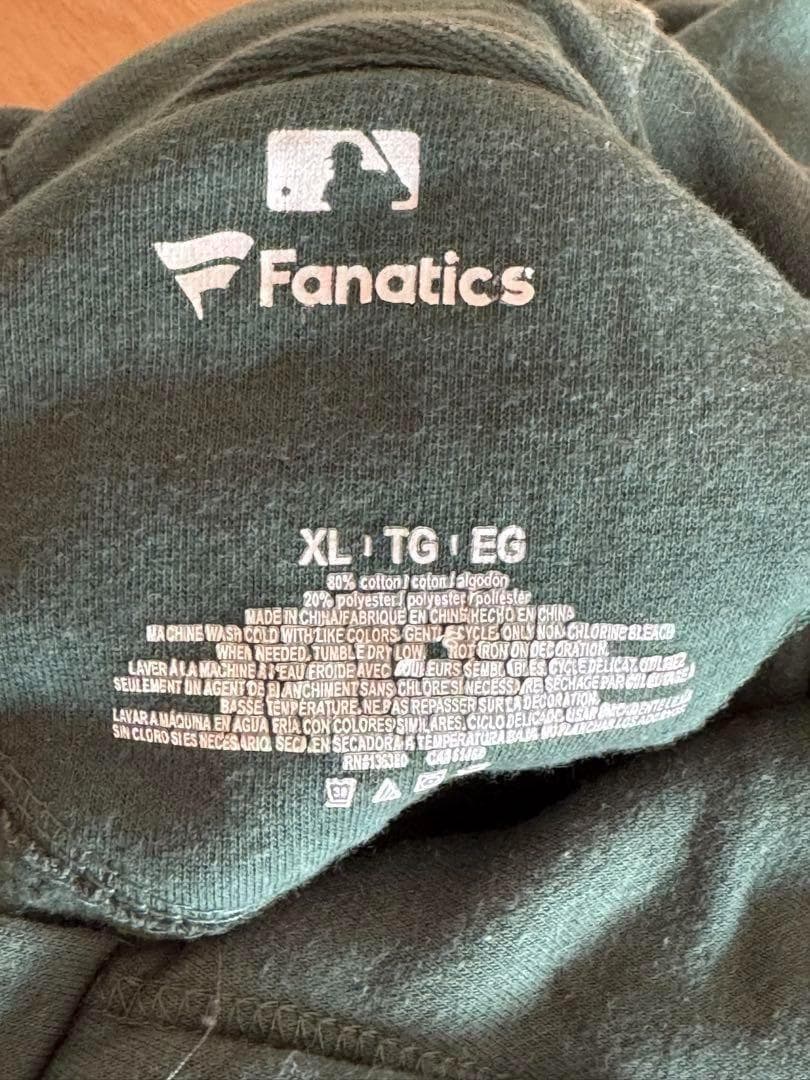 Fanatics
XL | TG | EG
80% cotton / coton / algodón
20% polyester / polyester / poliéster
MADE IN CHINA/FABRIQUÉ EN CHINE/HECHO EN CHINA
MACHINE WASH COLD WITH LIKE COLORS. GENTLE CYCLE. ONLY NON-CHLORINE BLEACH
WHEN NEEDED. TUMBLE DRY LOW. NOT IRON ON DECORATION.
LAVER À LA MACHINE À L'EAU FROIDE AVEC COULEURS SEMBLABLES. CYCLE DÉLICAT. UTILISEZ
SEULEMENT UN AGENT DE BLANCHIMENT SANS CHLORE SI NÉCESSAIRE. SÉCHAGE PAR CULBUTAGE À
BASSE TEMPÉRATURE. NE PAS REPASSER SUR LA DÉCORATION.
LAVAR A MÁQUINA EN AGUA FRÍA CON COLORES SIMILARES. CICLO DELICADO. USAR
SIN CLORO SI ES NECESARIO. SECAR EN SECADORA A TEMPERATURA BAJA. NO PLANCHAR LOS
RN#136380
30